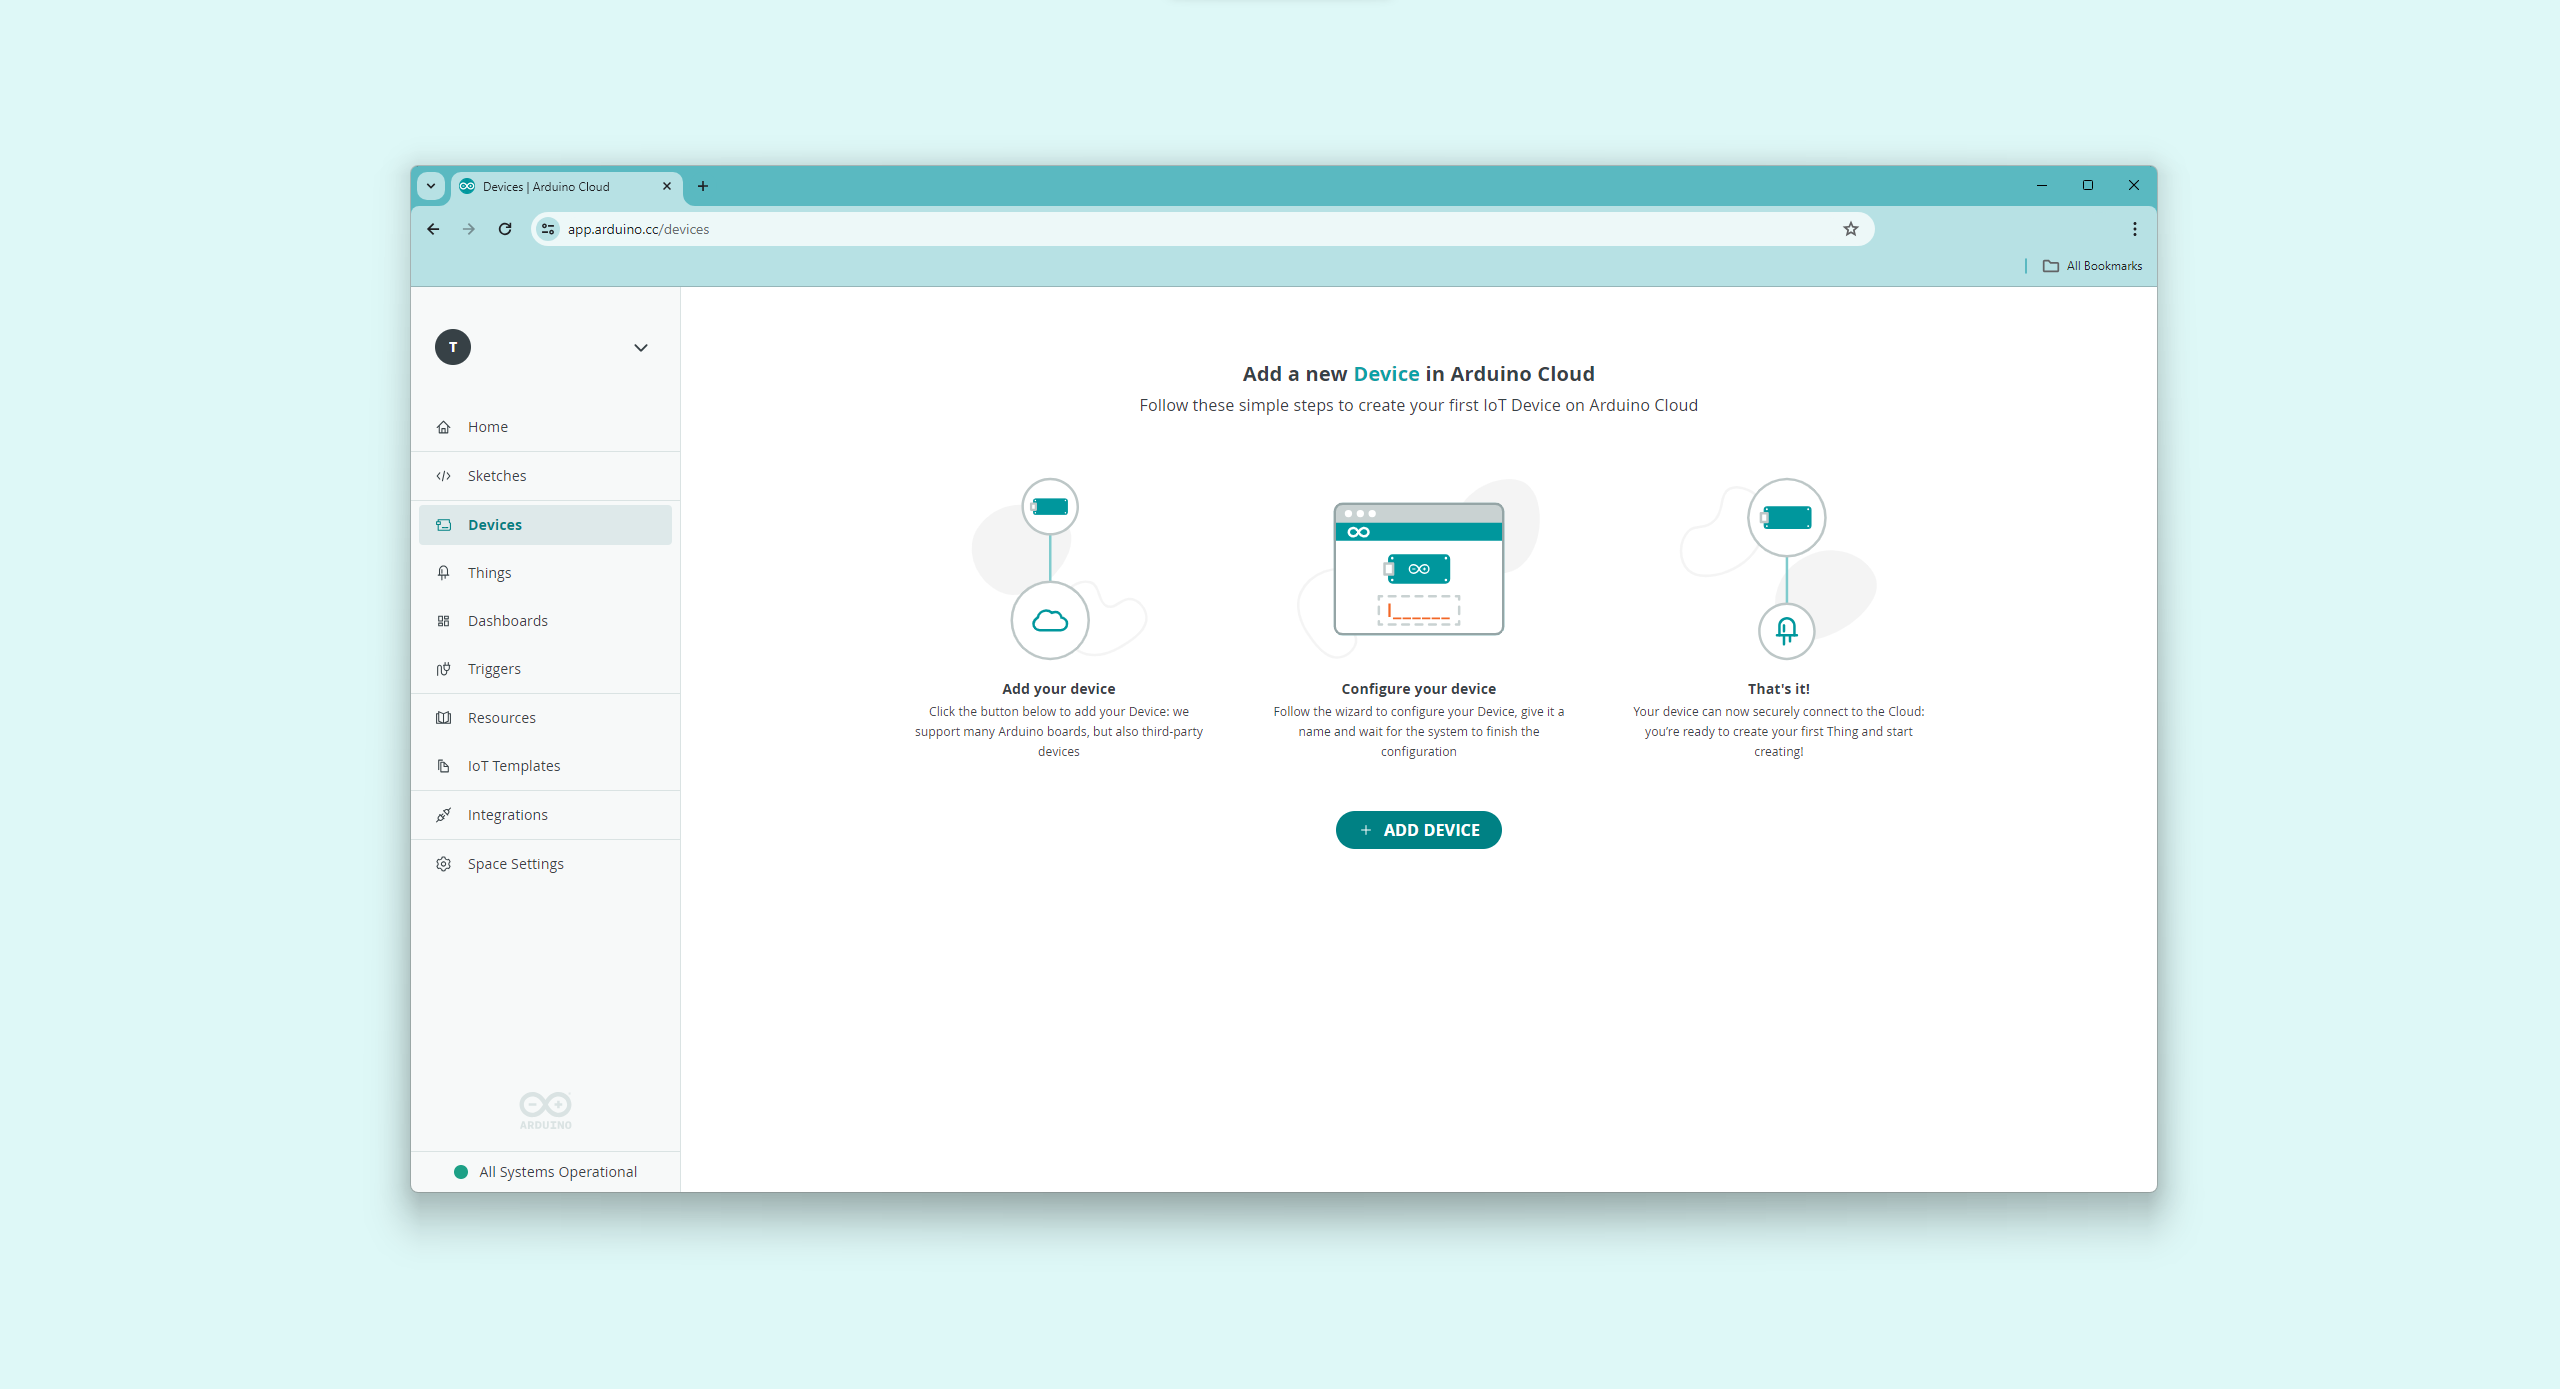 Devices | Arduino Cloud
app.arduino.cc/devices
All Bookmarks
T
Home
Sketches
Devices
Things
Dashboards
Triggers
Resources
IoT Templates
Integrations
Space Settings
ARDUINO
All Systems Operational
Add a new Device in Arduino Cloud
Follow these simple steps to create your first IoT Device on Arduino Cloud
Add your device
Click the button below to add your Device: we
support many Arduino boards, but also third-party
devices
Configure your device
Follow the wizard to configure your Device, give it a
name and wait for the system to finish the
configuration
That's it!
Your device can now securely connect to the Cloud:
you’re ready to create your first Thing and start
creating!
+ ADD DEVICE